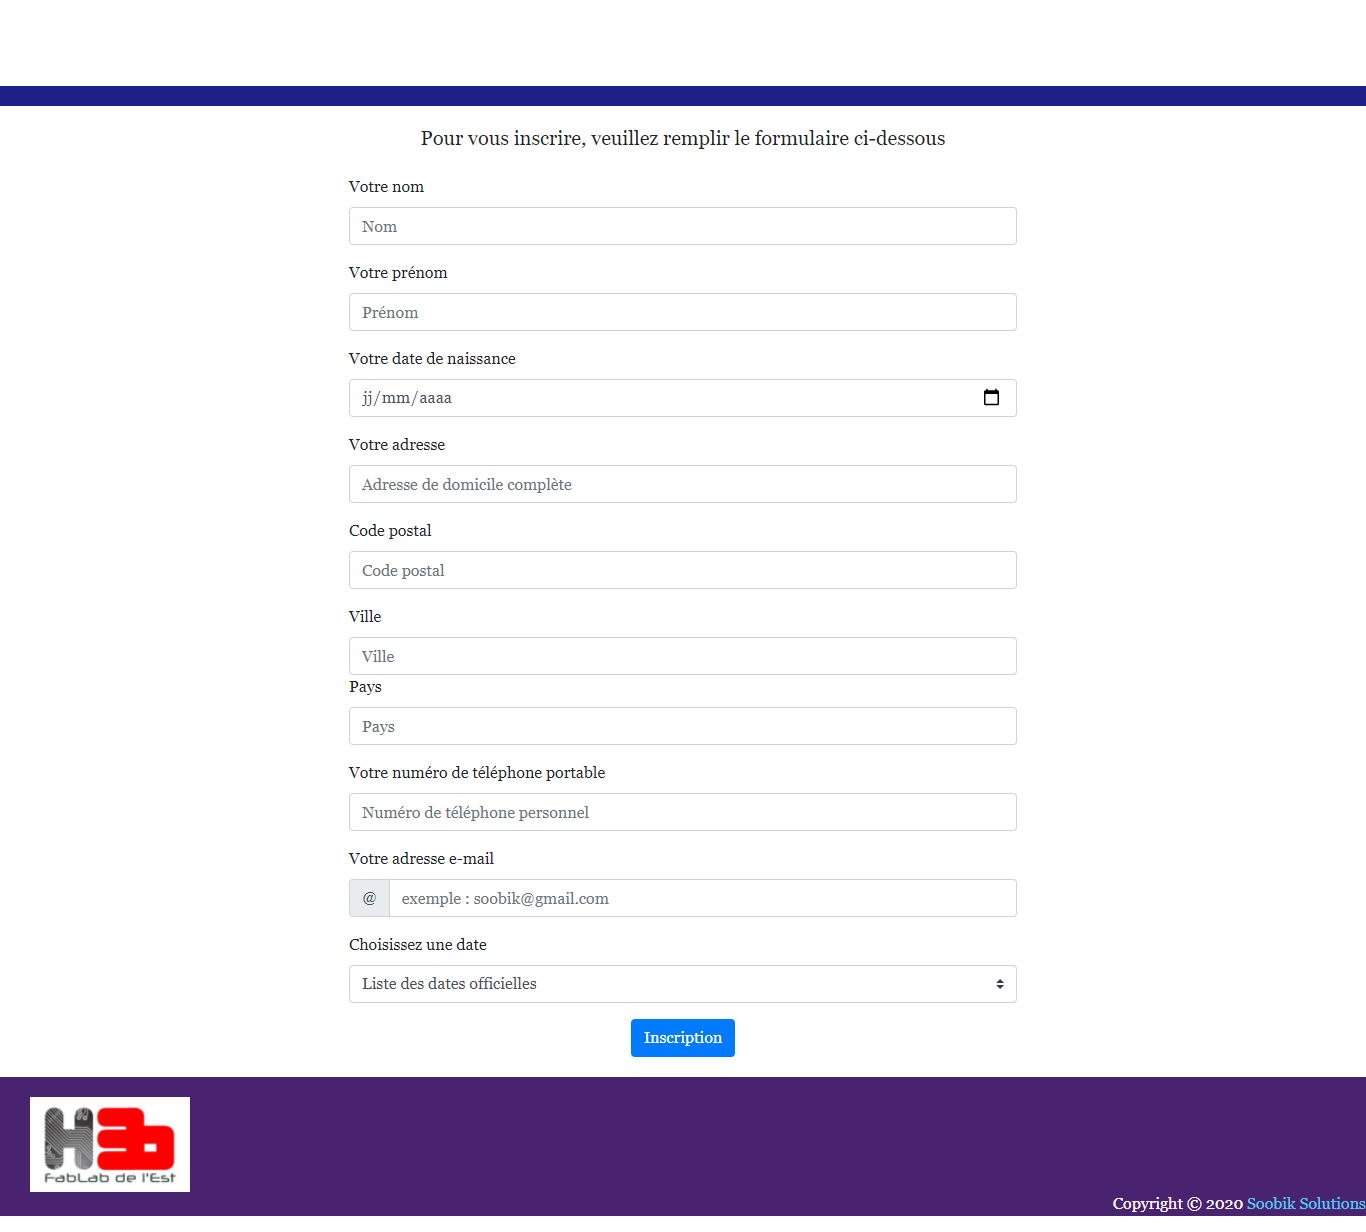 Pour vous inscrire, veuillez remplir le formulaire ci-dessous
Votre nom
Nom
Votre prénom
Prénom
Votre date de naissance
jj/mm/aaaa
Votre adresse
Adresse de domicile complète
Code postal
Code postal
Ville
Ville
Pays
Pays
Votre numéro de téléphone portable
Numéro de téléphone personnel
Votre adresse e-mail
@ exemple : soobik@gmail.com
Choisissez une date
Liste des dates officielles
Inscription
H3D
FabLab de l'Est
Copyright © 2020 Soobik Solutions